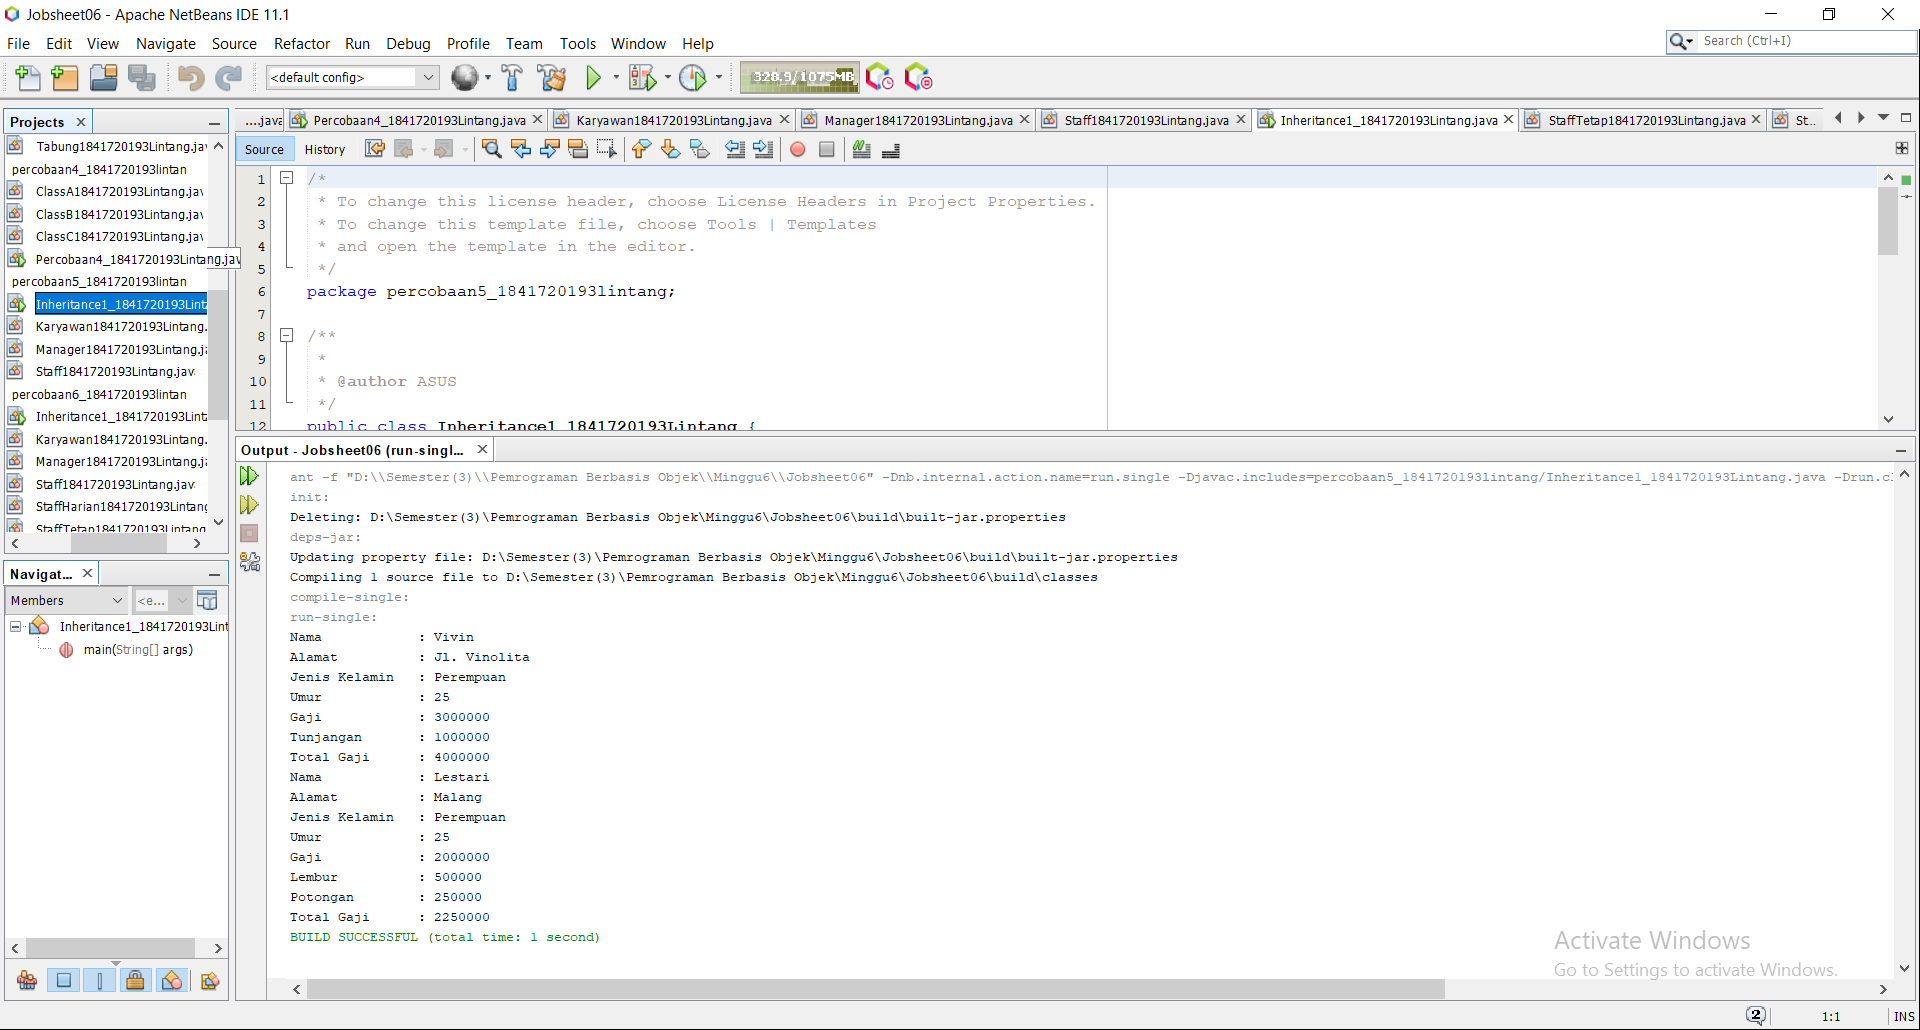 Jobsheet06 - Apache NetBeans IDE 11.1
File Edit View Navigate Source Refactor Run Debug Profile Team Tools Window Help
Search (Ctrl+I)
<default config>
328.9/1075MB
Projects
Tabung1841720193Lintang.jav
percobaan4_1841720193lintan
ClassA1841720193Lintang.jav
ClassB1841720193Lintang.jav
ClassC1841720193Lintang.jav
Percobaan4_1841720193Lintang.jav
percobaan5_1841720193lintan
Inheritance1_1841720193Lint
Karyawan1841720193Lintang.
Manager1841720193Lintang.ja
Staff1841720193Lintang.jav
percobaan6_1841720193lintan
Inheritance1_1841720193Lint
Karyawan1841720193Lintang.
Manager1841720193Lintang.ja
Staff1841720193Lintang.jav
StaffHarian1841720193Lintang
StaffTetap1841720193Lintang
Navigat...
Members
<e...
Inheritance1_1841720193Lint
main(String[] args)
....java Percobaan4_1841720193Lintang.java Karyawan1841720193Lintang.java Manager1841720193Lintang.java Staff1841720193Lintang.java Inheritance1_1841720193Lintang.java StaffTetap1841720193Lintang.java St...
Source History
1 /*
2 * To change this license header, choose License Headers in Project Properties.
3 * To change this template file, choose Tools | Templates
4 * and open the template in the editor.
5 */
6 package percobaan5_1841720193lintang;
7
8 /**
9 *
10 * @author ASUS
11 */
12 public class Inheritance1_1841720193Lintang {
Output - Jobsheet06 (run-singl...
ant -f "D:\\Semester(3)\\Pemrograman Berbasis Objek\\Minggu6\\Jobsheet06" -Dnb.internal.action.name=run.single -Djavac.includes=percobaan5_1841720193lintang/Inheritance1_1841720193Lintang.java -Drun.cl
init:
Deleting: D:\Semester(3)\Pemrograman Berbasis Objek\Minggu6\Jobsheet06\build\built-jar.properties
deps-jar:
Updating property file: D:\Semester(3)\Pemrograman Berbasis Objek\Minggu6\Jobsheet06\build\built-jar.properties
Compiling 1 source file to D:\Semester(3)\Pemrograman Berbasis Objek\Minggu6\Jobsheet06\build\classes
compile-single:
run-single:
Nama : Vivin
Alamat : Jl. Vinolita
Jenis Kelamin : Perempuan
Umur : 25
Gaji : 3000000
Tunjangan : 1000000
Total Gaji : 4000000
Nama : Lestari
Alamat : Malang
Jenis Kelamin : Perempuan
Umur : 25
Gaji : 2000000
Lembur : 500000
Potongan : 250000
Total Gaji : 2250000
BUILD SUCCESSFUL (total time: 1 second)
Activate Windows
Go to Settings to activate Windows.
2
1:1 INS